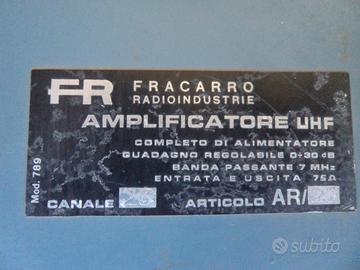 FR FRACARRO
RADIOINDUSTRIE
AMPLIFICATORE UHF
COMPLETO DI ALIMENTATORE
GUADAGNO REGOLABILE 0÷30 dB
BANDA PASSANTE 7 MHz
ENTRATA E USCITA 75Ω
CANALE ARTICOLO AR/
Mod. 789
subito